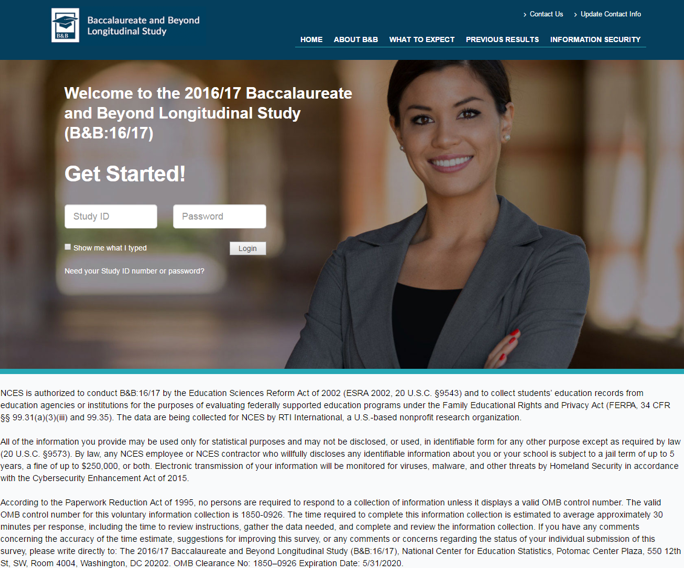 B&B
Baccalaureate and Beyond
Longitudinal Study
› Contact Us › Update Contact Info
HOME ABOUT B&B WHAT TO EXPECT PREVIOUS RESULTS INFORMATION SECURITY
Welcome to the 2016/17 Baccalaureate
and Beyond Longitudinal Study
(B&B:16/17)
Get Started!
Study ID Password
Show me what I typed Login
Need your Study ID number or password?
NCES is authorized to conduct B&B:16/17 by the Education Sciences Reform Act of 2002 (ESRA 2002, 20 U.S.C. §9543) and to collect students' education records from
education agencies or institutions for the purposes of evaluating federally supported education programs under the Family Educational Rights and Privacy Act (FERPA, 34 CFR
§§ 99.31(a)(3)(iii) and 99.35). The data are being collected for NCES by RTI International, a U.S.-based nonprofit research organization.
All of the information you provide may be used only for statistical purposes and may not be disclosed, or used, in identifiable form for any other purpose except as required by law
(20 U.S.C. §9573). By law, any NCES employee or NCES contractor who willfully discloses any identifiable information about you or your school is subject to a jail term of up to 5
years, a fine of up to $250,000, or both. Electronic transmission of your information will be monitored for viruses, malware, and other threats by Homeland Security in accordance
with the Cybersecurity Enhancement Act of 2015.
According to the Paperwork Reduction Act of 1995, no persons are required to respond to a collection of information unless it displays a valid OMB control number. The valid
OMB control number for this voluntary information collection is 1850-0926. The time required to complete this information collection is estimated to average approximately 30
minutes per response, including the time to review instructions, gather the data needed, and complete and review the information collection. If you have any comments
concerning the accuracy of the time estimate, suggestions for improving this survey, or any comments or concerns regarding the status of your individual submission of this
survey, please write directly to: The 2016/17 Baccalaureate and Beyond Longitudinal Study (B&B:16/17), National Center for Education Statistics, Potomac Center Plaza, 550 12th
St, SW, Room 4004, Washington, DC 20202. OMB Clearance No: 1850–0926 Expiration Date: 5/31/2020.